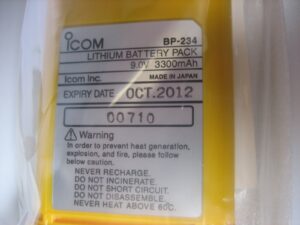 iCOM BP-234
LITHIUM BATTERY PACK
9.0V 3300mAh
Icom Inc. MADE IN JAPAN
EXPIRY DATE OCT.2012
00710
Warning
In order to prevent heat generation,
explosion, and fire, please follow
below caution.
NEVER RECHARGE.
DO NOT INCINERATE.
DO NOT SHORT CIRCUIT.
DO NOT DISASSEMBLE.
NEVER HEAT ABOVE 60C.